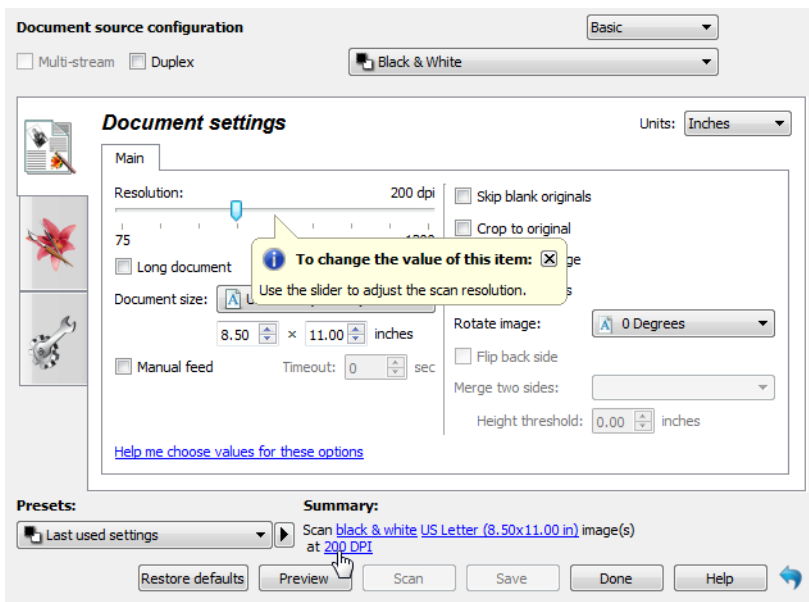 Document source configuration
Basic
Multi-stream
Duplex
Black & White
Document settings
Units:
Inches
Main
Resolution:
200 dpi
75
Skip blank originals
Crop to original
To change the value of this item:
Use the slider to adjust the scan resolution.
Long document
Document size:
8.50 × 11.00 inches
Rotate image:
0 Degrees
Manual feed
Timeout: 0 sec
Flip back side
Merge two sides:
Height threshold: 0.00 inches
Help me choose values for these options
Presets:
Last used settings
Summary:
Scan black & white US Letter (8.50x11.00 in) image(s)
at 200 DPI
Restore defaults
Preview
Scan
Save
Done
Help